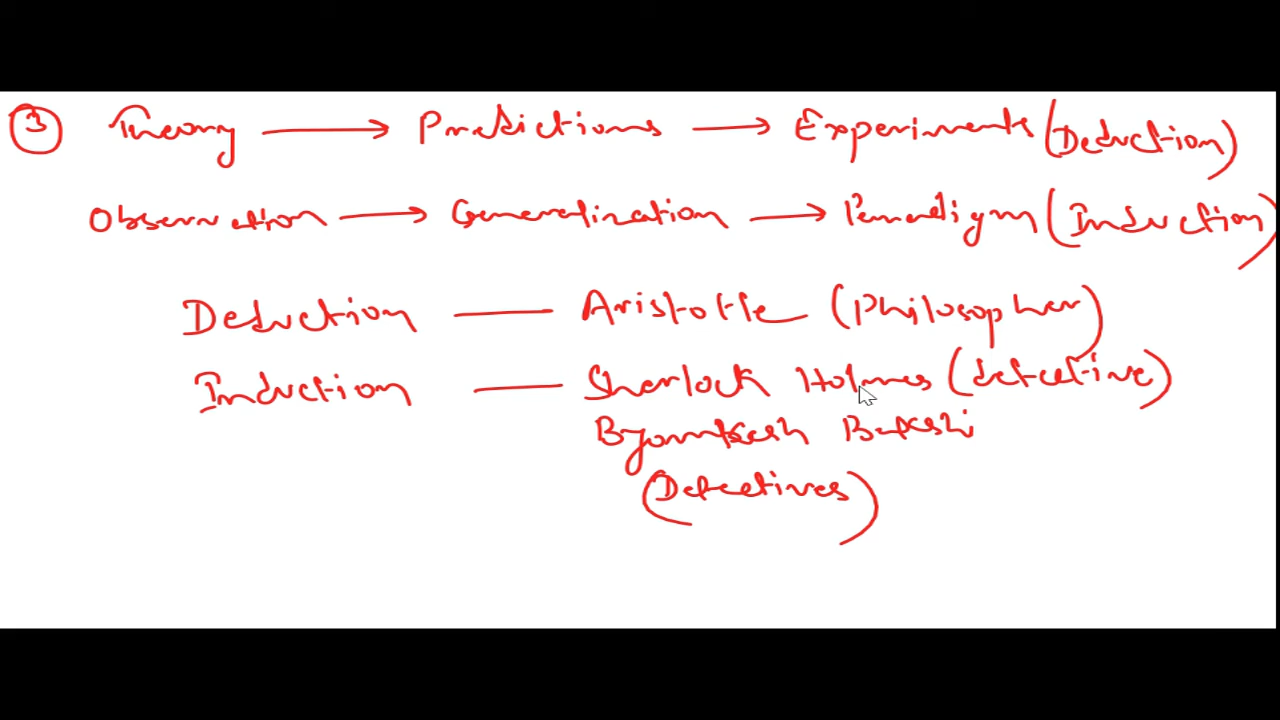 ③ Theory → Predictions → Experiments (Deduction)
Observation → Generalization → Paradigm (Induction)
Deduction — Aristotle (Philosopher)
Induction — Sherlock Holmes (detective)
Byomkesh Bakshi
(Detectives)